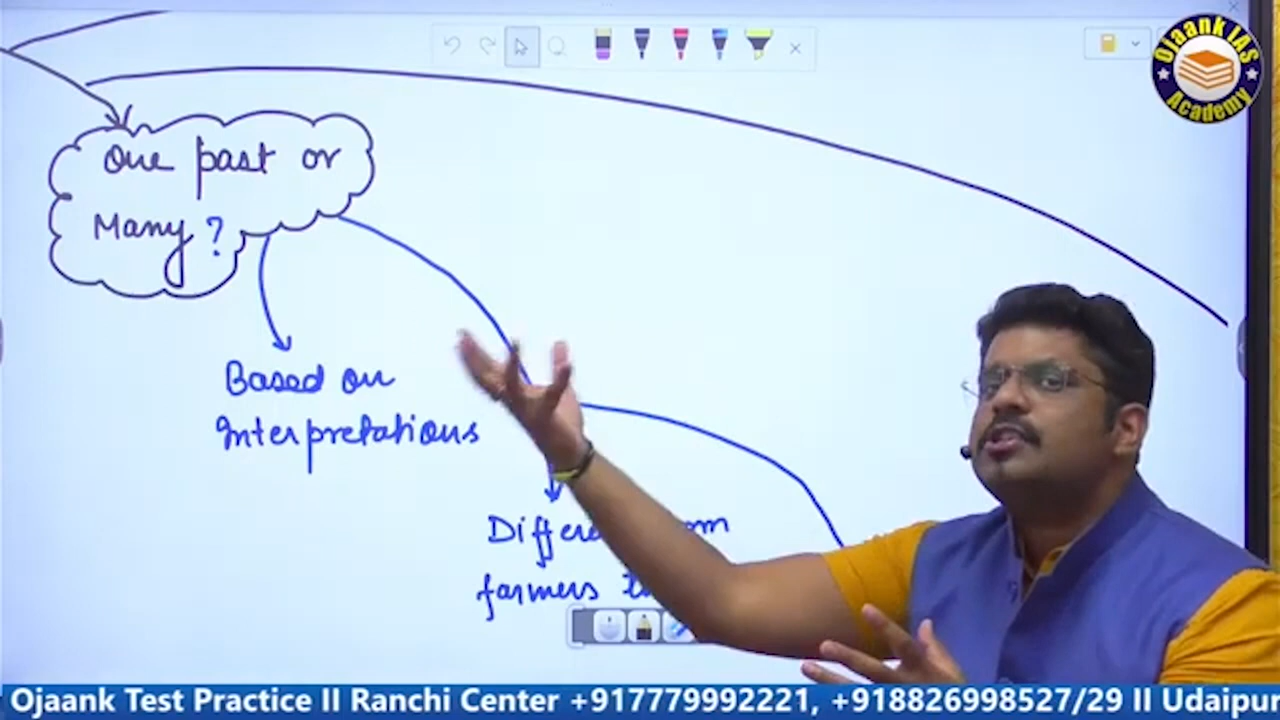 Ojaank IAS
Academy
One past or
Many ?
Based on
Interpretations
farmers
Ojaank Test Practice II Ranchi Center +917779992221, +918826998527/29 II Udaipur